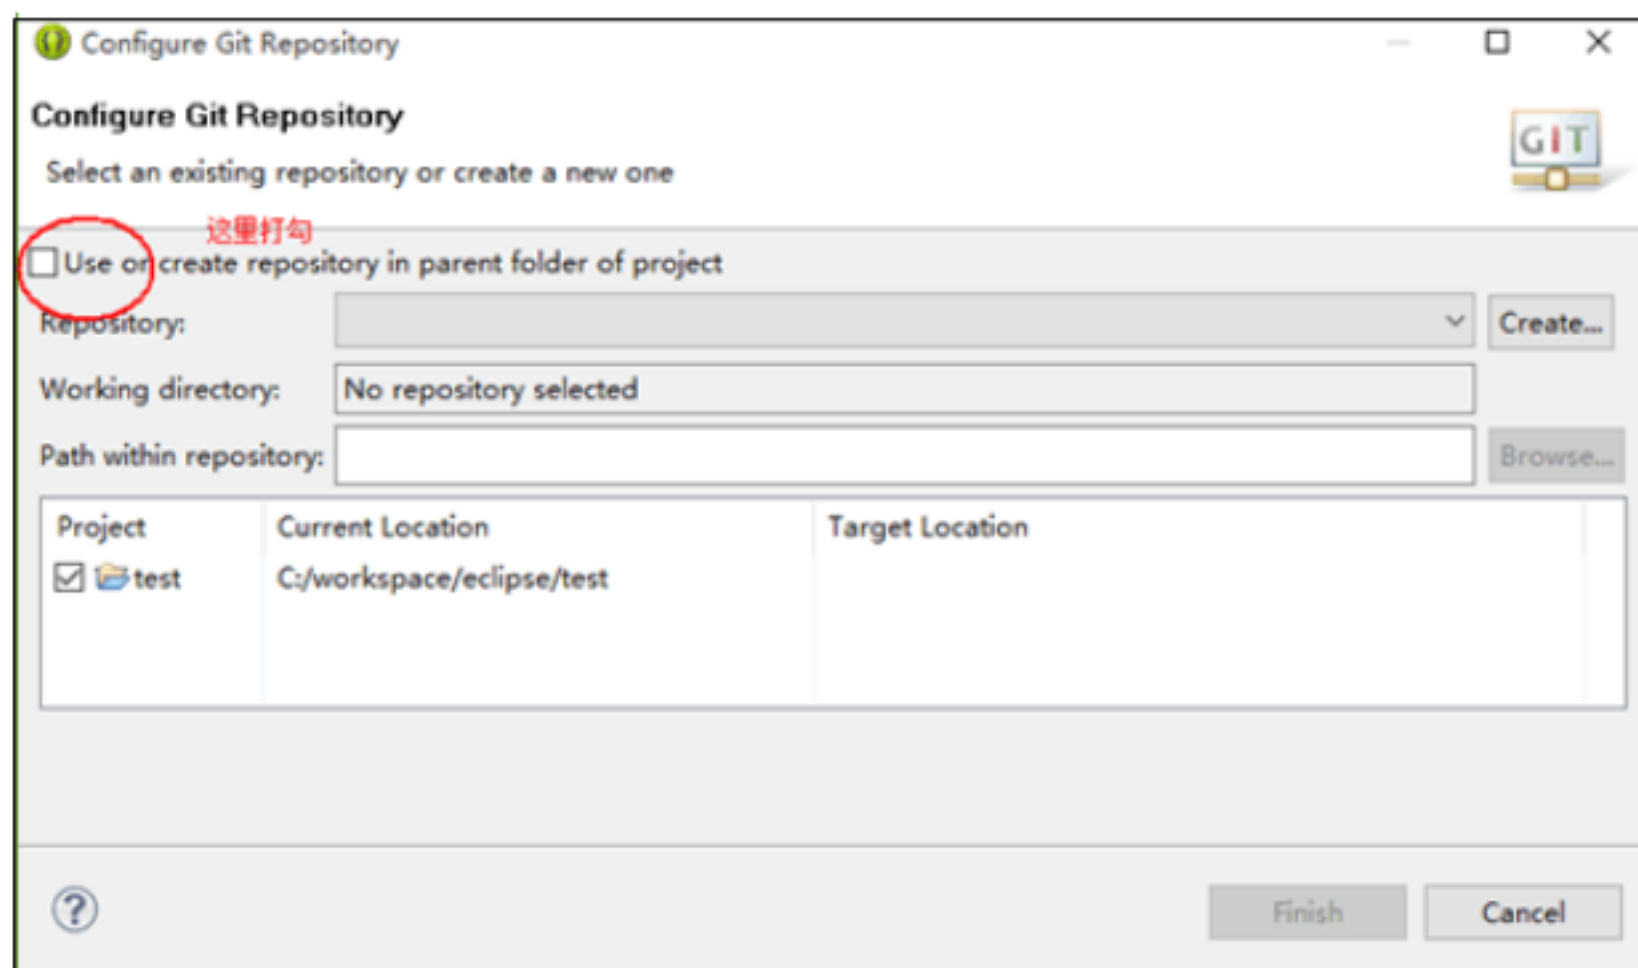 Configure Git Repository
Configure Git Repository
GIT
Select an existing repository or create a new one
这里打勾
Use or create repository in parent folder of project
Repository:
Create...
Working directory: No repository selected
Path within repository:
Browse...
Project Current Location Target Location
test C:/workspace/eclipse/test
?
Finish Cancel